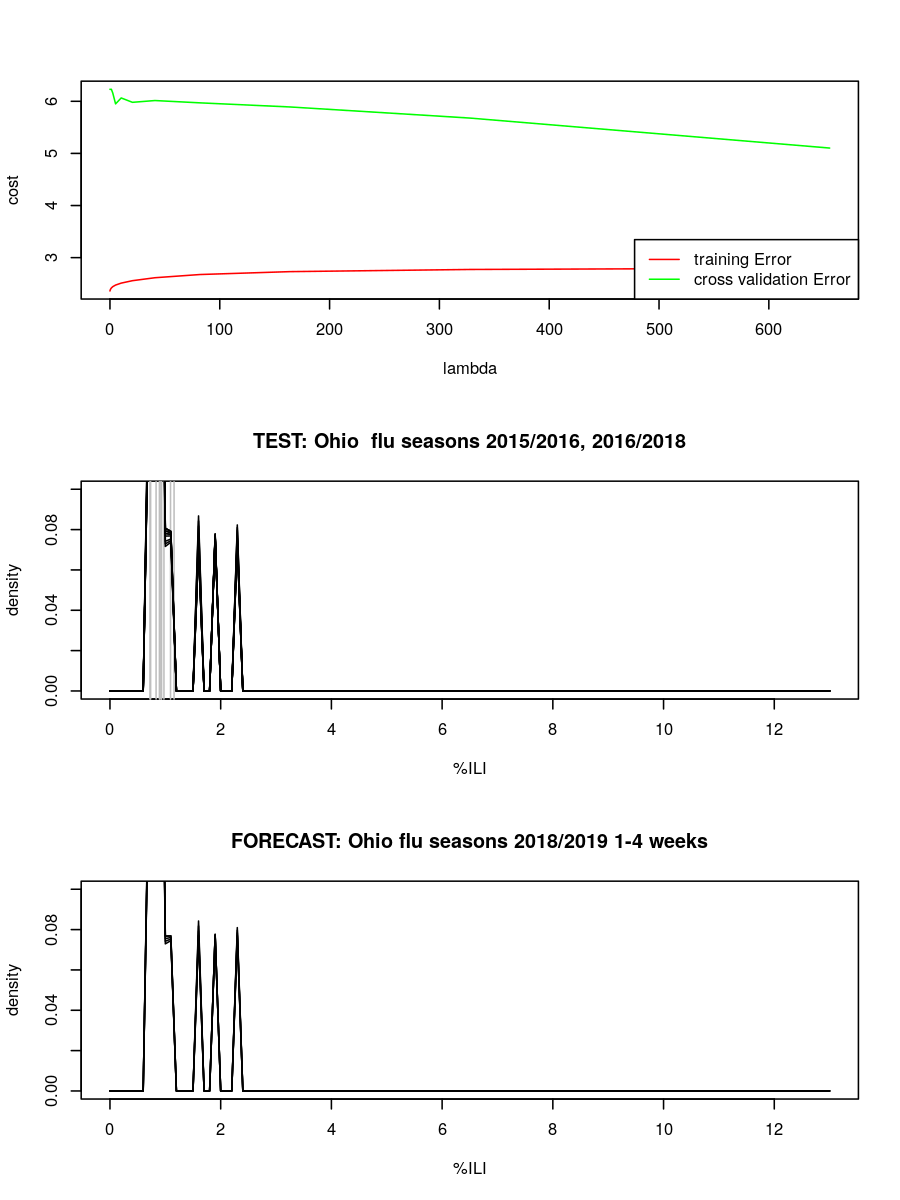 6
5
4
3
cost
training Error
cross validation Error
0 100 200 300 400 500 600
lambda
TEST: Ohio  flu seasons 2015/2016, 2016/2018
0.08
0.04
0.00
density
0 2 4 6 8 10 12
%ILI
FORECAST: Ohio flu seasons 2018/2019 1-4 weeks
0.08
0.04
0.00
density
0 2 4 6 8 10 12
%ILI